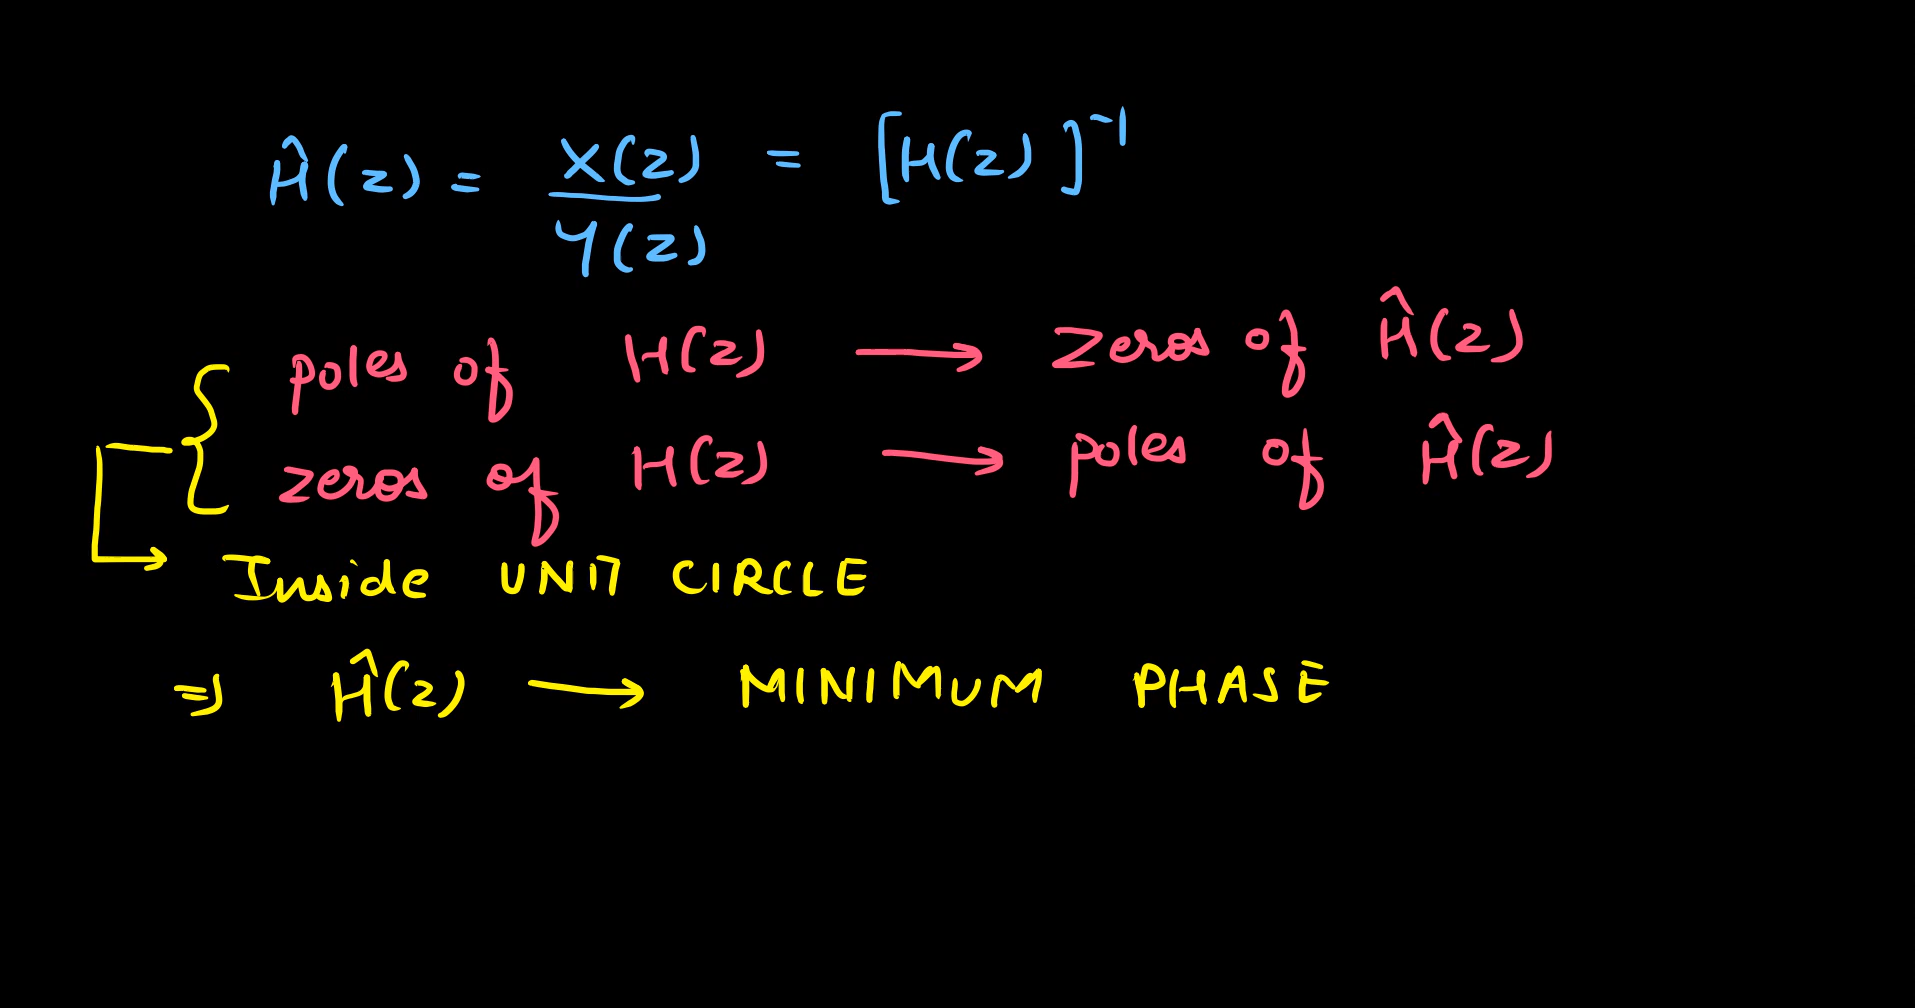 Ĥ(z) = X(z)/Y(z) = [H(z)]⁻¹
poles of H(z) → zeros of Ĥ(z)
zeros of H(z) → poles of Ĥ(z)
Inside UNIT CIRCLE
⇒ Ĥ(z) → MINIMUM PHASE